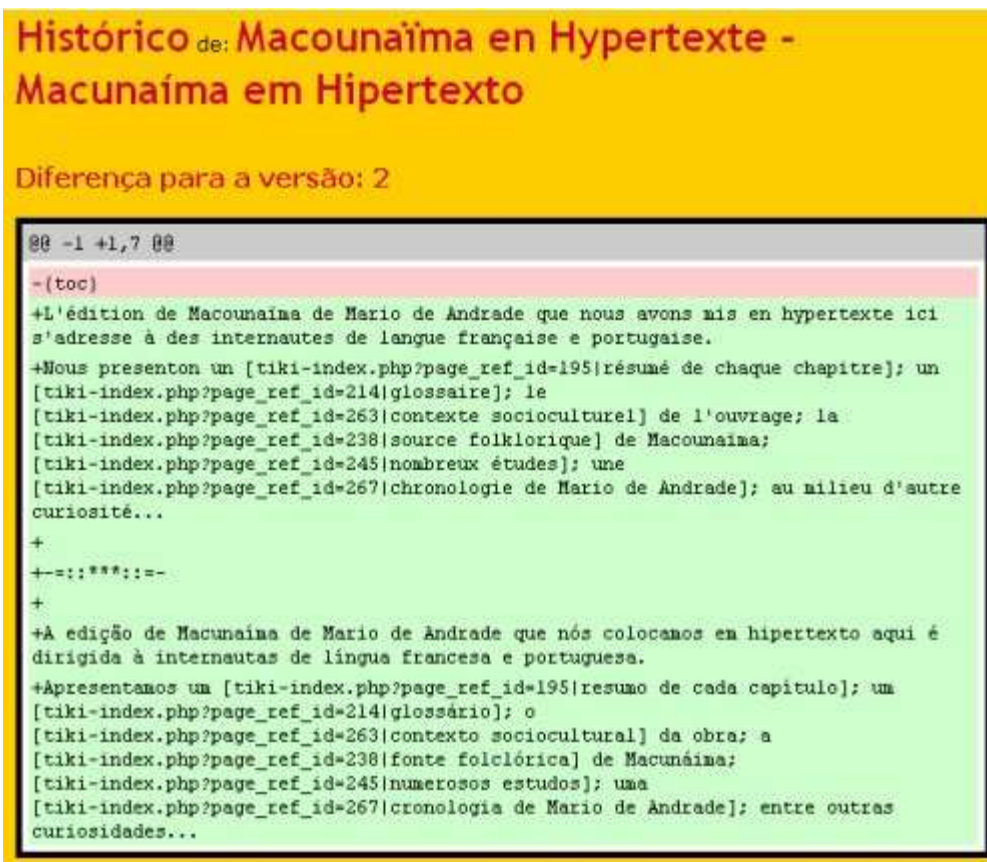 Histórico de: Macounaïma en Hypertexte -
Macunaíma em Hipertexto
Diferença para a versão: 2
@@ -1 +1,7 @@
-{toc}
+L'édition de Macounaïma de Mario de Andrade que nous avons mis en hypertexte ici
s'adresse à des internautes de langue française e portugaise.
+Nous presenton un [tiki-index.php?page_ref_id=195|résumé de chaque chapitre]; un
[tiki-index.php?page_ref_id=214|glossaire]; le
[tiki-index.php?page_ref_id=263|contexte socioculturel] de l'ouvrage; la
[tiki-index.php?page_ref_id=238|source folklorique] de Macounaïma;
[tiki-index.php?page_ref_id=245|nombreux études]; une
[tiki-index.php?page_ref_id=267|chronologie de Mario de Andrade]; au milieu d'autre
curiosité...
+
+-=::***::=-
+
+A edição de Macunaíma de Mario de Andrade que nós colocamos em hipertexto aqui é
dirigida à internautas de língua francesa e portuguesa.
+Apresentamos um [tiki-index.php?page_ref_id=195|resumo de cada capítulo]; um
[tiki-index.php?page_ref_id=214|glossário]; o
[tiki-index.php?page_ref_id=263|contexto sociocultural] da obra; a
[tiki-index.php?page_ref_id=238|fonte folclórica] de Macunáima;
[tiki-index.php?page_ref_id=245|numerosos estudos]; uma
[tiki-index.php?page_ref_id=267|cronologia de Mario de Andrade]; entre outras
curiosidades...